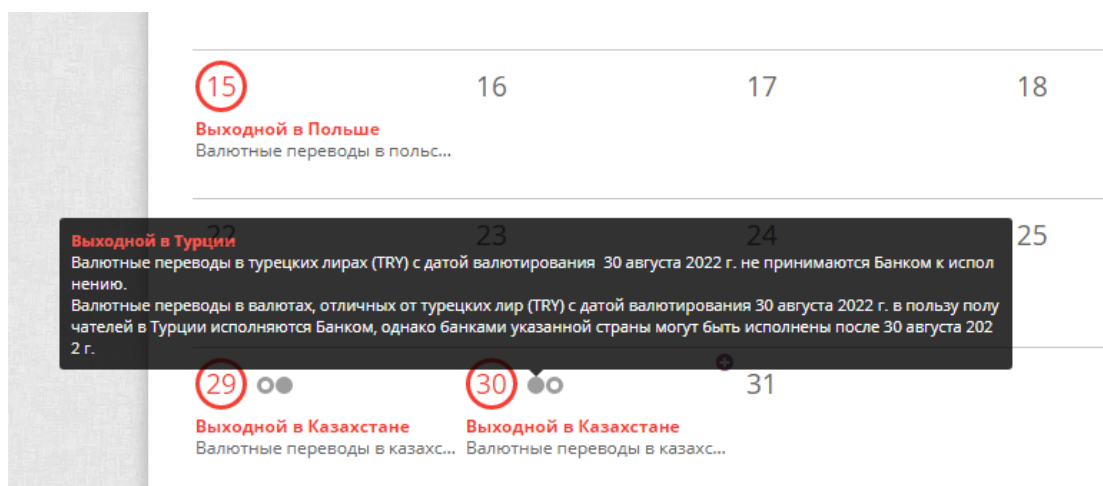 15 16 17 18
Выходной в Польше
Валютные переводы в польс...
22 23 24 25
Выходной в Турции
Валютные переводы в турецких лирах (TRY) с датой валютирования 30 августа 2022 г. не принимаются Банком к испол
нению.
Валютные переводы в валютах, отличных от турецких лир (TRY) с датой валютирования 30 августа 2022 г. в пользу полу
чателей в Турции исполняются Банком, однако банками указанной страны могут быть исполнены после 30 августа 202
2 г.
29 30 31
Выходной в Казахстане Выходной в Казахстане
Валютные переводы в казахс... Валютные переводы в казахс...